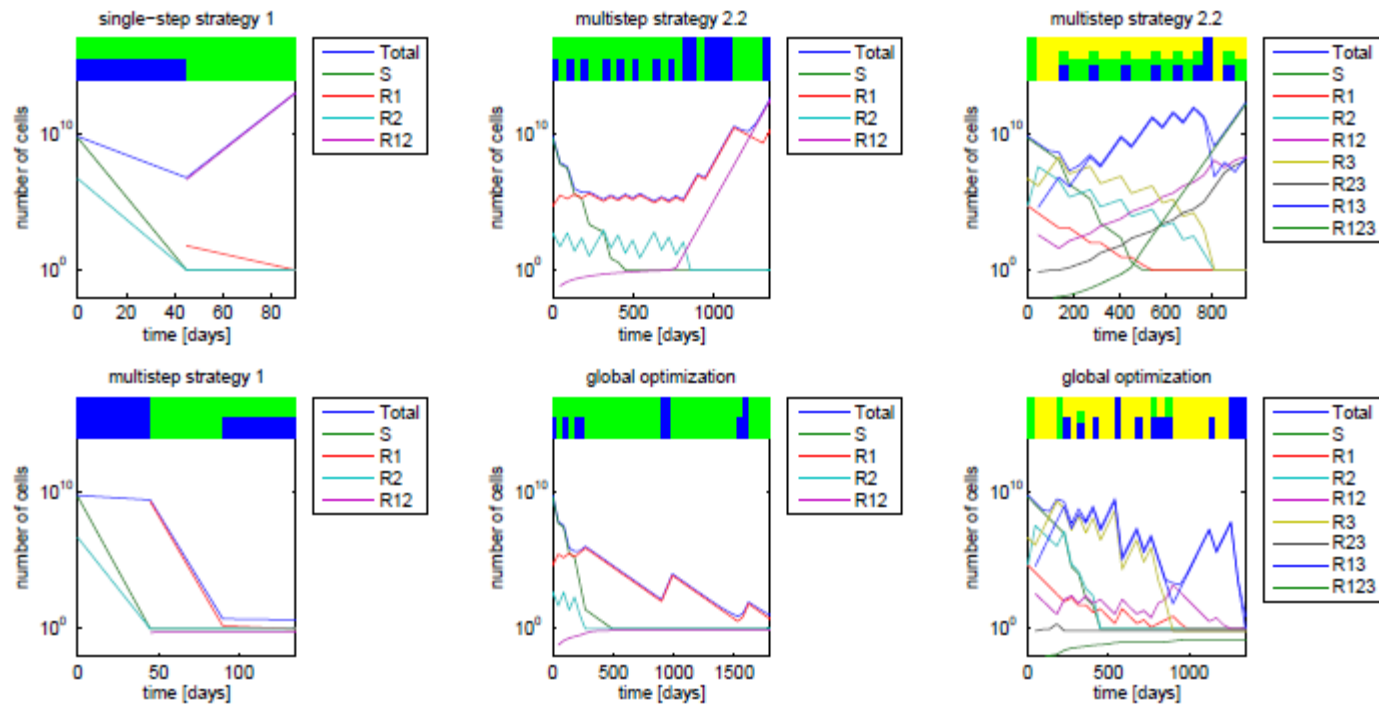 single-step strategy 1
Total
S
R1
R2
R12
number of cells
10^10
10^0
0 20 40 60 80
time [days]
multistep strategy 2.2
Total
S
R1
R2
R12
number of cells
10^10
10^0
0 500 1000
time [days]
multistep strategy 2.2
Total
S
R1
R2
R12
R3
R23
R13
R123
number of cells
10^10
10^0
0 200 400 600 800
time [days]
multistep strategy 1
Total
S
R1
R2
R12
number of cells
10^10
10^0
0 50 100
time [days]
global optimization
Total
S
R1
R2
R12
number of cells
10^10
10^0
0 500 1000 1500
time [days]
global optimization
Total
S
R1
R2
R12
R3
R23
R13
R123
number of cells
10^10
10^0
0 500 1000
time [days]